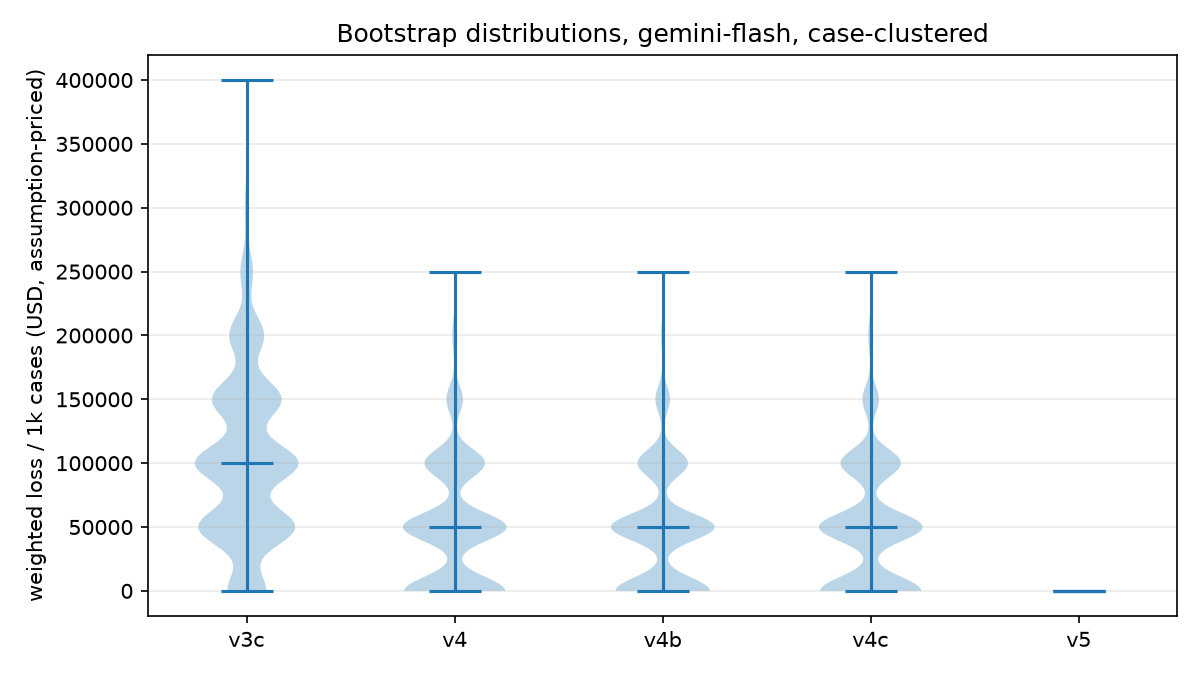 Bootstrap distributions, gemini-flash, case-clustered
weighted loss / 1k cases (USD, assumption-priced)
400000
350000
300000
250000
200000
150000
100000
50000
0
v3c
v4
v4b
v4c
v5